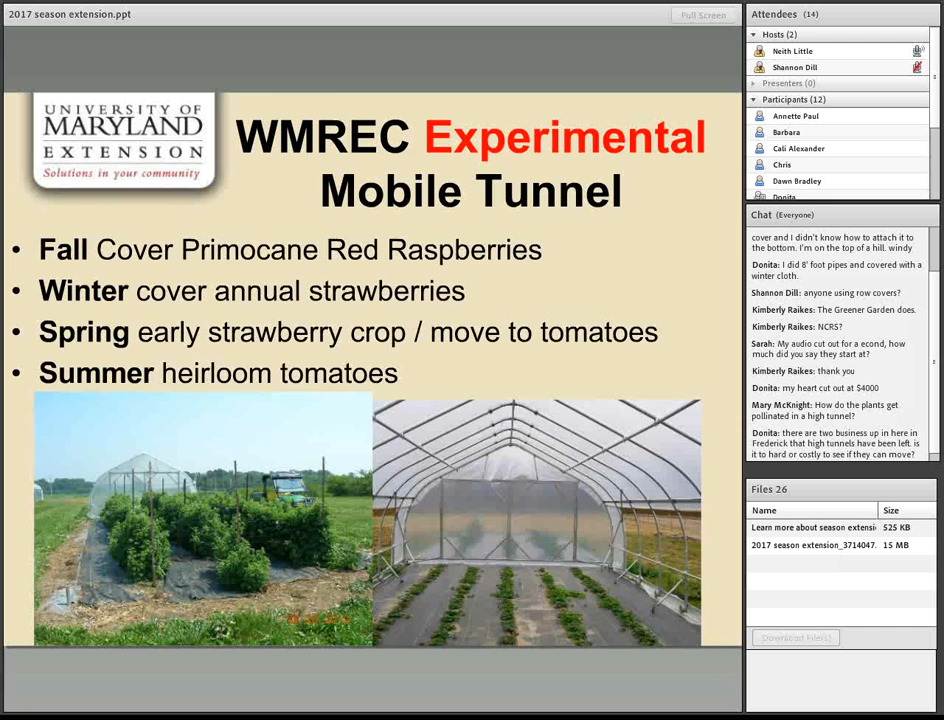 2017 season extension.ppt
Full Screen
UNIVERSITY OF
MARYLAND
EXTENSION
Solutions in your community
WMREC Experimental
Mobile Tunnel
• Fall Cover Primocane Red Raspberries
• Winter cover annual strawberries
• Spring early strawberry crop / move to tomatoes
• Summer heirloom tomatoes
Attendees (14)
Hosts (2)
Neith Little
Shannon Dill
Presenters (0)
Participants (12)
Annette Paul
Barbara
Cali Alexander
Chris
Dawn Bradley
Donita
Chat (Everyone)
cover and I didn't know how to attach it to
the bottom. I'm on the top of a hill. windy
Donita: I did 8' foot pipes and covered with a
winter cloth.
Shannon Dill: anyone using row covers?
Kimberly Raikes: The Greener Garden does.
Kimberly Raikes: NCRS?
Sarah: My audio cut out for a econd, how
much did you say they start at?
Kimberly Raikes: thank you
Donita: my heart cut out at $4000
Mary McKnight: How do the plants get
pollinated in a high tunnel?
Donita: there are two business up in here in
Frederick that high tunnels have been left. is
it to hard or costly to see if they can move?
Files 26
Name Size
Learn more about season extensi 525 KB
2017 season extension_3714047. 15 MB
Download File(s)